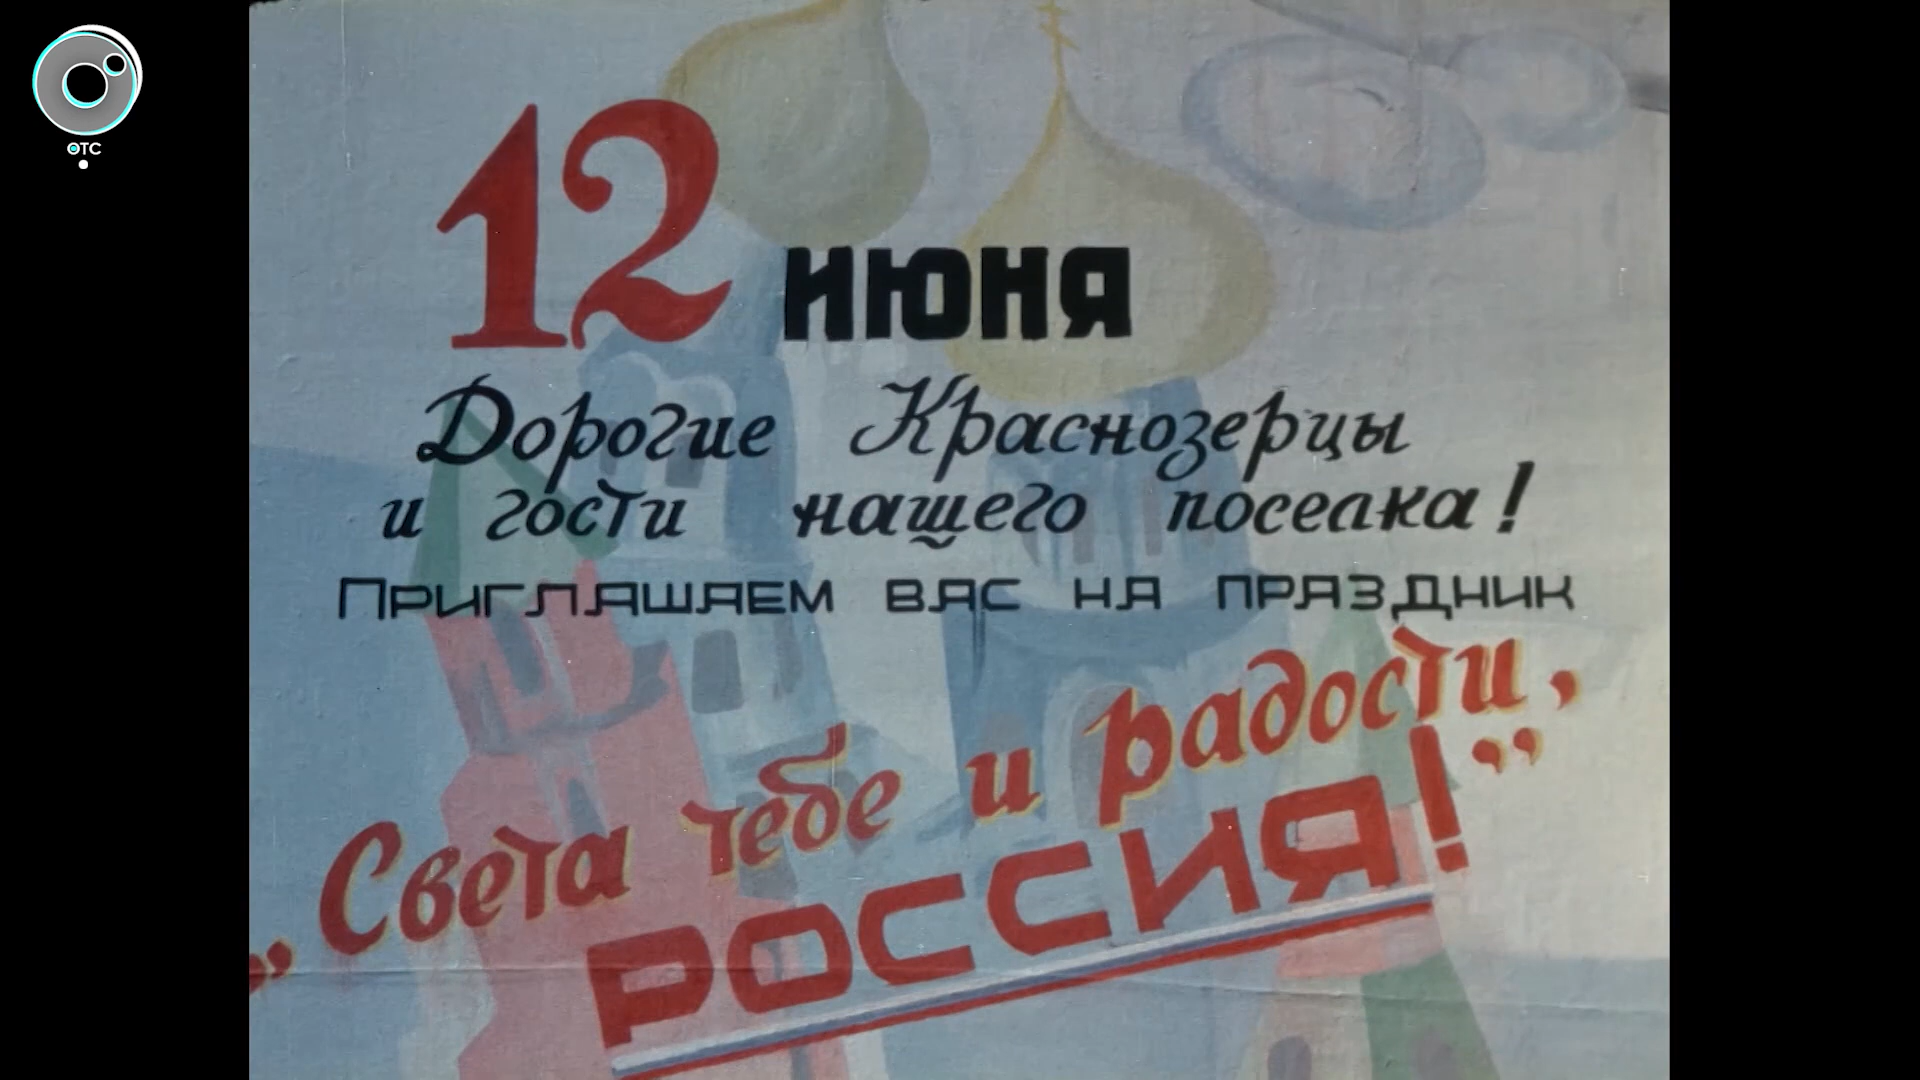 ОТС
12 июня
Дорогие Краснозерцы
и гости нашего поселка!
Приглашаем вас на праздник
„Света тебе и радости,
Россия!”